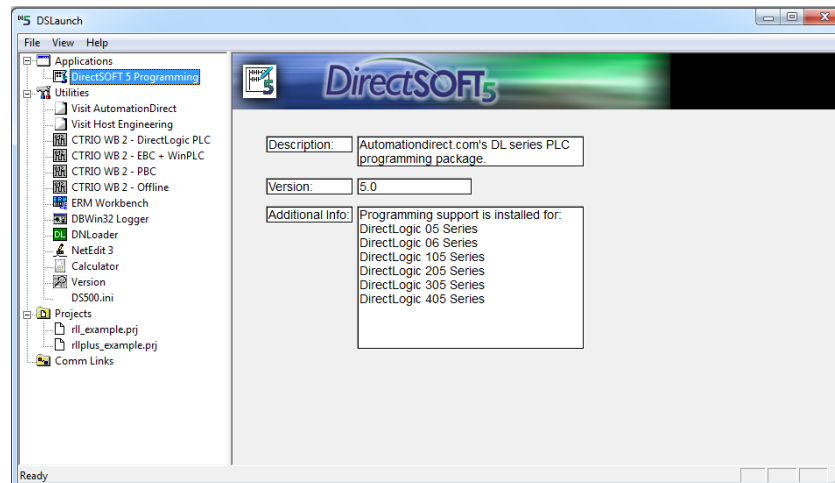 DSLaunch
File View Help
Applications
DirectSOFT 5 Programming
Utilities
Visit AutomationDirect
Visit Host Engineering
CTRIO WB 2 - DirectLogic PLC
CTRIO WB 2 - EBC + WinPLC
CTRIO WB 2 - PBC
CTRIO WB 2 - Offline
ERM Workbench
DBWin32 Logger
DNLoader
NetEdit 3
Calculator
Version
DS500.ini
Projects
rll_example.prj
rllplus_example.prj
Comm Links
DirectSOFT5
Description: Automationdirect.com's DL series PLC
programming package.
Version: 5.0
Additional Info: Programming support is installed for:
DirectLogic 05 Series
DirectLogic 06 Series
DirectLogic 105 Series
DirectLogic 205 Series
DirectLogic 305 Series
DirectLogic 405 Series
Ready